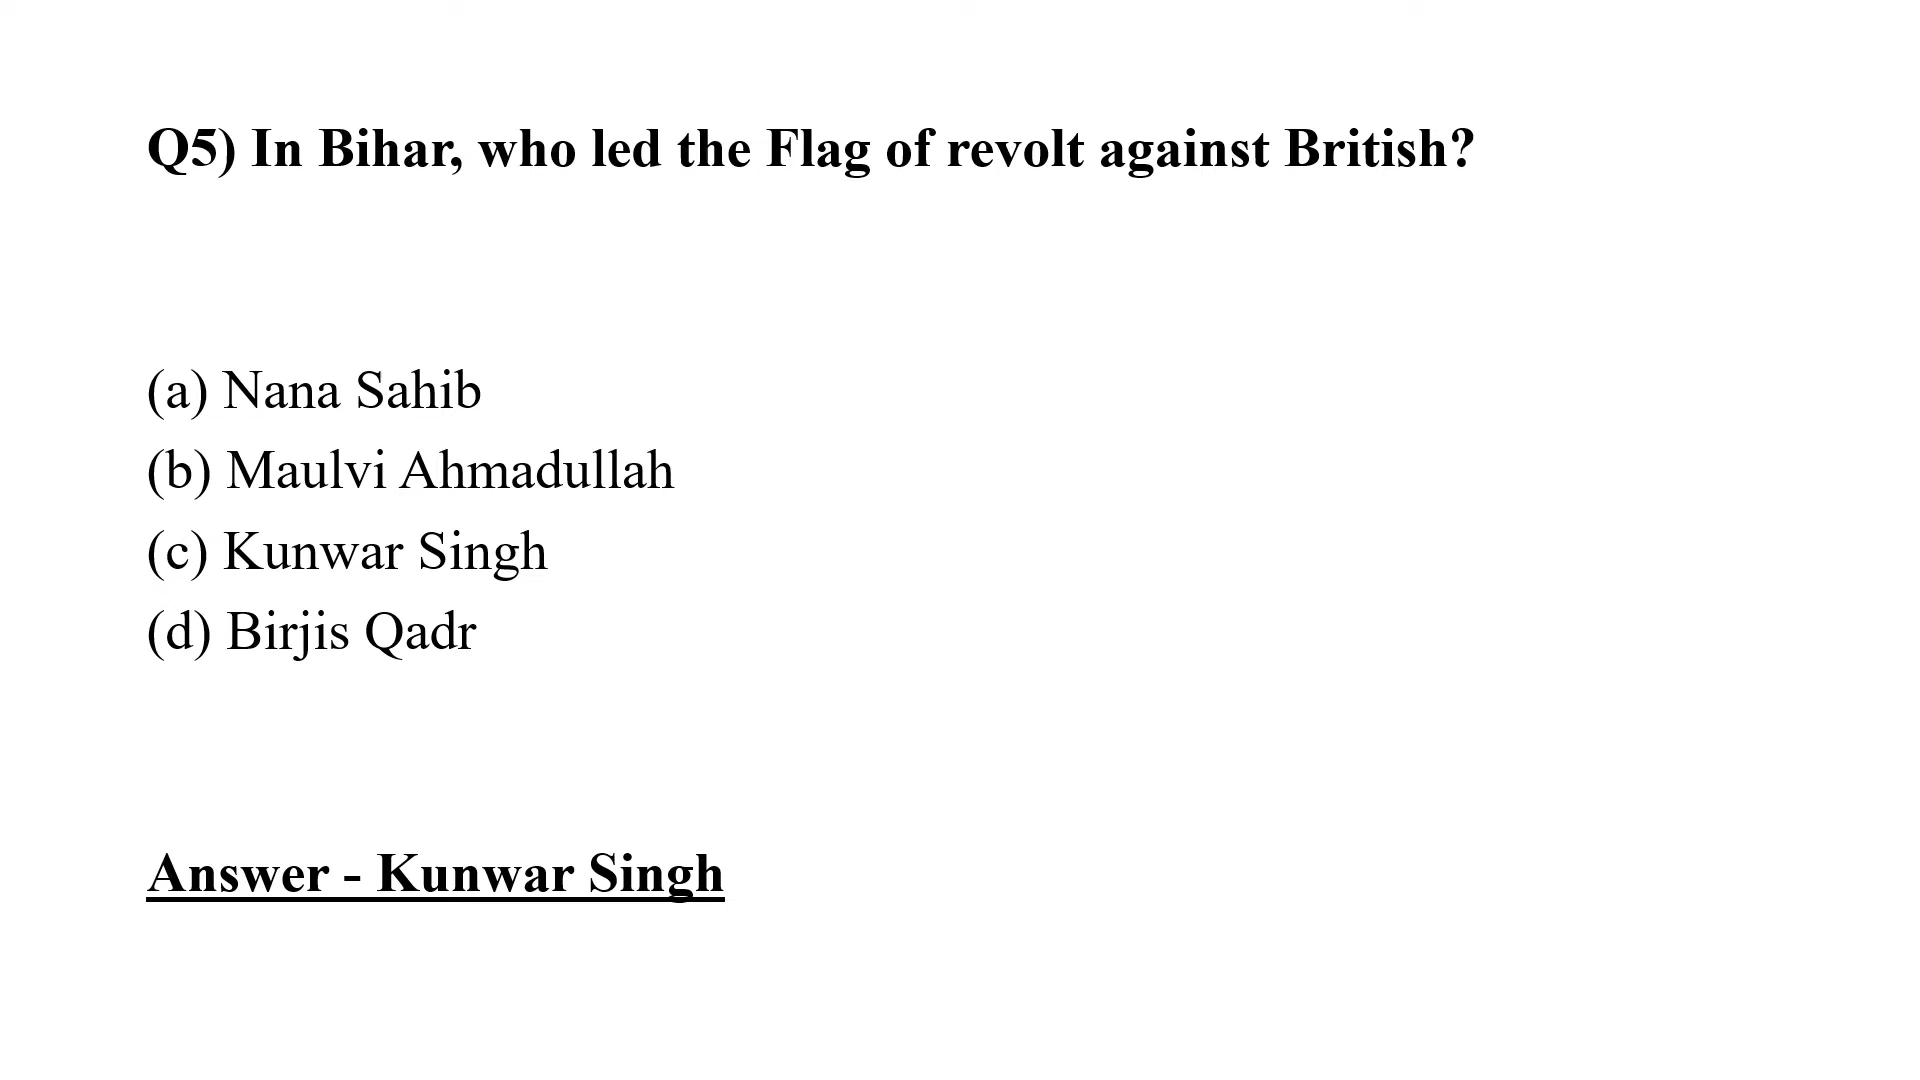 Q5) In Bihar, who led the Flag of revolt against British?
(a) Nana Sahib
(b) Maulvi Ahmadullah
(c) Kunwar Singh
(d) Birjis Qadr
Answer - Kunwar Singh